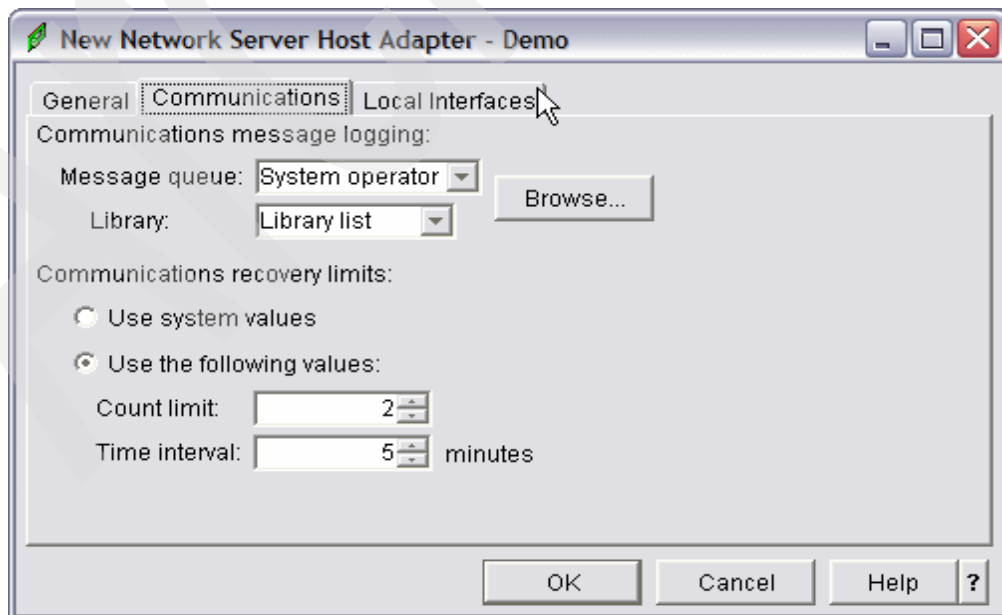 New Network Server Host Adapter - Demo
General Communications Local Interfaces
Communications message logging:
Message queue: System operator
Browse...
Library: Library list
Communications recovery limits:
Use system values
Use the following values:
Count limit: 2
Time interval: 5 minutes
OK Cancel Help ?